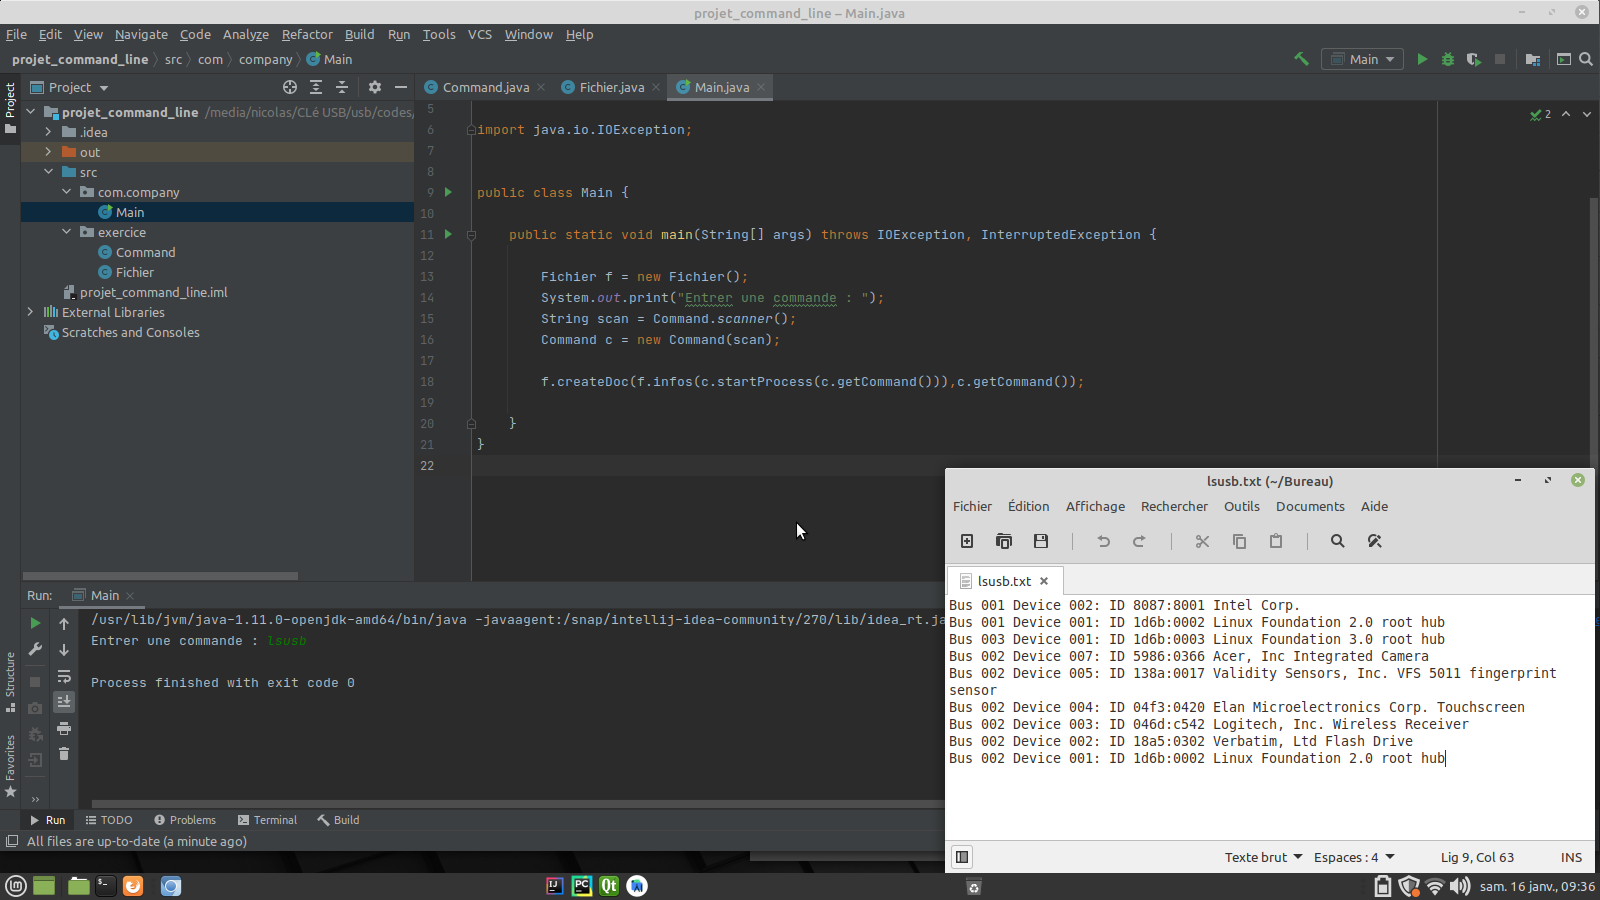 projet_command_line – Main.java
File Edit View Navigate Code Analyze Refactor Build Run Tools VCS Window Help
projet_command_line src com company Main
Main
Project
Project
Command.java Fichier.java Main.java
projet_command_line /media/nicolas/CLé USB/usb/codes/
.idea
out
src
com.company
Main
exercice
Command
Fichier
projet_command_line.iml
External Libraries
Scratches and Consoles
2
5
6 import java.io.IOException;
7
8
9 public class Main {
10
11 public static void main(String[] args) throws IOException, InterruptedException {
12
13 Fichier f = new Fichier();
14 System.out.print("Entrer une commande : ");
15 String scan = Command.scanner();
16 Command c = new Command(scan);
17
18 f.createDoc(f.infos(c.startProcess(c.getCommand())),c.getCommand());
19
20 }
21 }
22
Run: Main
/usr/lib/jvm/java-1.11.0-openjdk-amd64/bin/java -javaagent:/snap/intellij-idea-community/270/lib/idea_rt.ja
Entrer une commande : lsusb
Process finished with exit code 0
Structure
Favorites
Run TODO Problems Terminal Build
All files are up-to-date (a minute ago)
lsusb.txt (~/Bureau)
Fichier Édition Affichage Rechercher Outils Documents Aide
lsusb.txt
Bus 001 Device 002: ID 8087:8001 Intel Corp.
Bus 001 Device 001: ID 1d6b:0002 Linux Foundation 2.0 root hub
Bus 003 Device 001: ID 1d6b:0003 Linux Foundation 3.0 root hub
Bus 002 Device 007: ID 5986:0366 Acer, Inc Integrated Camera
Bus 002 Device 005: ID 138a:0017 Validity Sensors, Inc. VFS 5011 fingerprint
sensor
Bus 002 Device 004: ID 04f3:0420 Elan Microelectronics Corp. Touchscreen
Bus 002 Device 003: ID 046d:c542 Logitech, Inc. Wireless Receiver
Bus 002 Device 002: ID 18a5:0302 Verbatim, Ltd Flash Drive
Bus 002 Device 001: ID 1d6b:0002 Linux Foundation 2.0 root hub
Texte brut Espaces : 4 Lig 9, Col 63 INS
IJ PC Qt
sam. 16 janv., 09:36